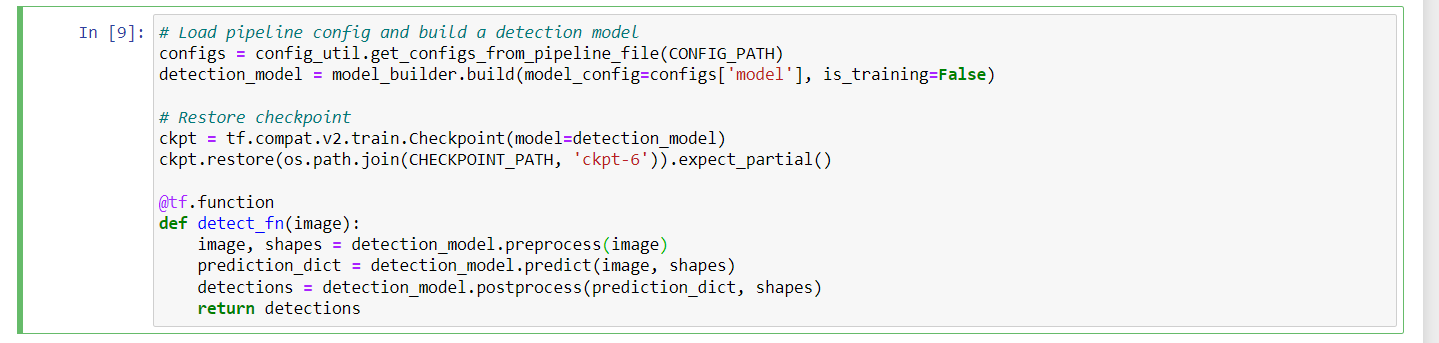 In [9]: # Load pipeline config and build a detection model
configs = config_util.get_configs_from_pipeline_file(CONFIG_PATH)
detection_model = model_builder.build(model_config=configs['model'], is_training=False)

# Restore checkpoint
ckpt = tf.compat.v2.train.Checkpoint(model=detection_model)
ckpt.restore(os.path.join(CHECKPOINT_PATH, 'ckpt-6')).expect_partial()

@tf.function
def detect_fn(image):
    image, shapes = detection_model.preprocess(image)
    prediction_dict = detection_model.predict(image, shapes)
    detections = detection_model.postprocess(prediction_dict, shapes)
    return detections